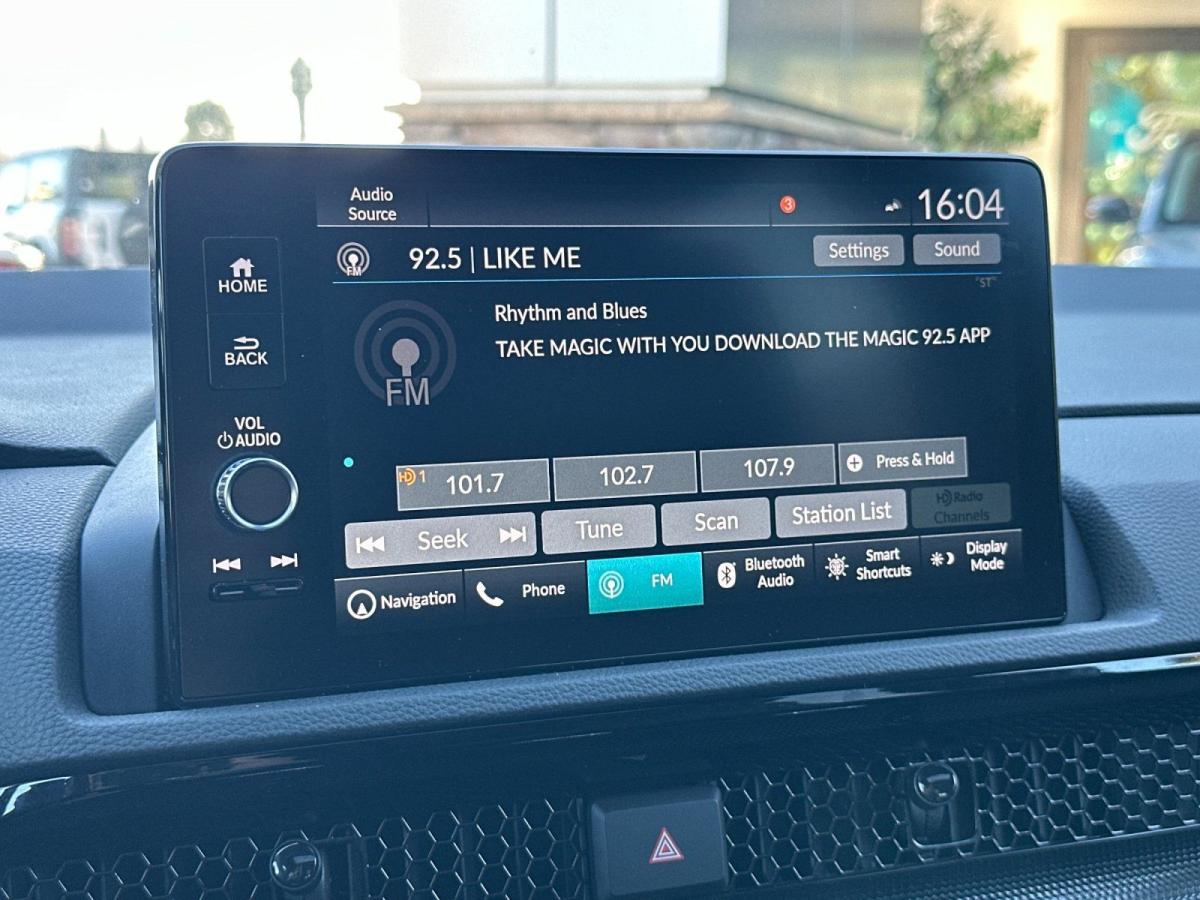 Audio
Source
3
16:04
FM
92.5 | LIKE ME
Settings
Sound
"ST"
HOME
BACK
Rhythm and Blues
TAKE MAGIC WITH YOU DOWNLOAD THE MAGIC 92.5 APP
FM
VOL
AUDIO
HD 1
101.7
102.7
107.9
Press & Hold
Seek
Tune
Scan
Station List
HD Radio
Channels
Navigation
Phone
FM
Bluetooth
Audio
Smart
Shortcuts
Display
Mode